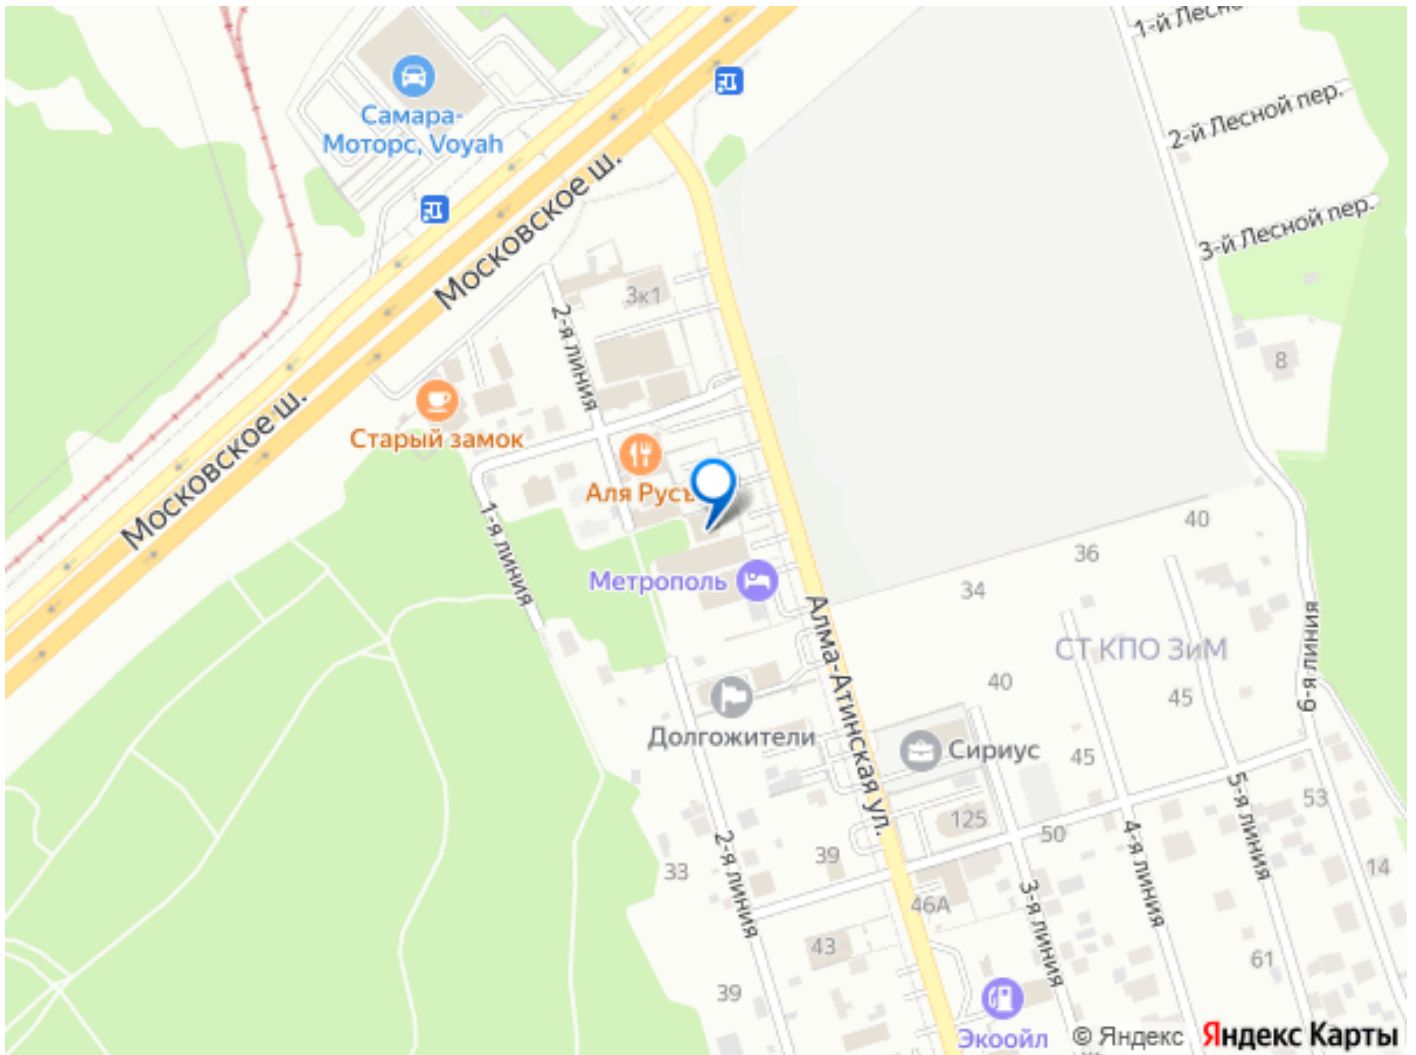 1-й Лесной
2-й Лесной пер.
3-й Лесной пер.
Самара-
Моторс, Voyah
Московское ш.
3к1
2-я линия
8
Старый замок
Московское ш.
Аля Русъ
1-я линия
40
36
34
Метрополь
Алма-Атинская ул.
СТ КПО ЗиМ
9-я линия
40
45
Долгожители
Сириус
45
5-я линия
53
125
50
4-я линия
2-я линия
39
33
14
3-я линия
46А
43
61
39
Экоойл
© Яндекс Яндекс Карты